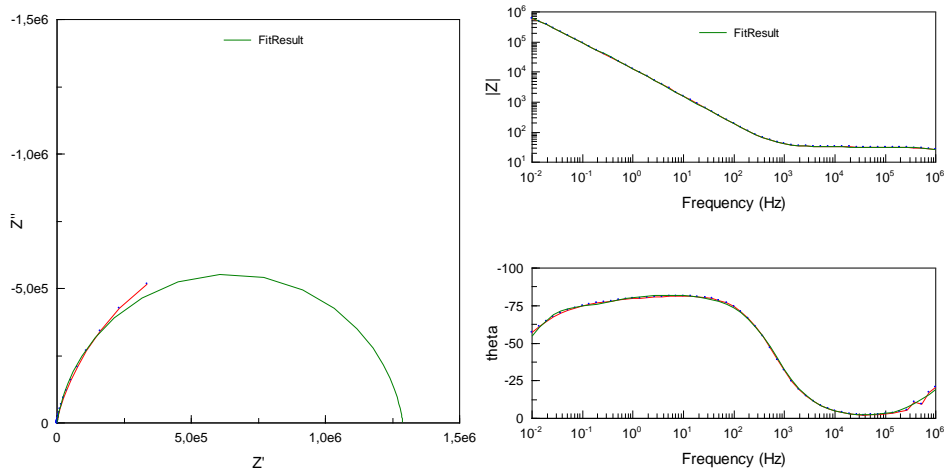 -1,5e6
FitResult
-1,0e6
Z''
-5,0e5
0
0
5,0e5
1,0e6
1,5e6
Z'
10^6
FitResult
10^5
10^4
|Z|
10^3
10^2
10^1
10^-2 10^-1 10^0 10^1 10^2 10^3 10^4 10^5 10^6
Frequency (Hz)
-100
-75
theta
-50
-25
0
10^-2 10^-1 10^0 10^1 10^2 10^3 10^4 10^5 10^6
Frequency (Hz)